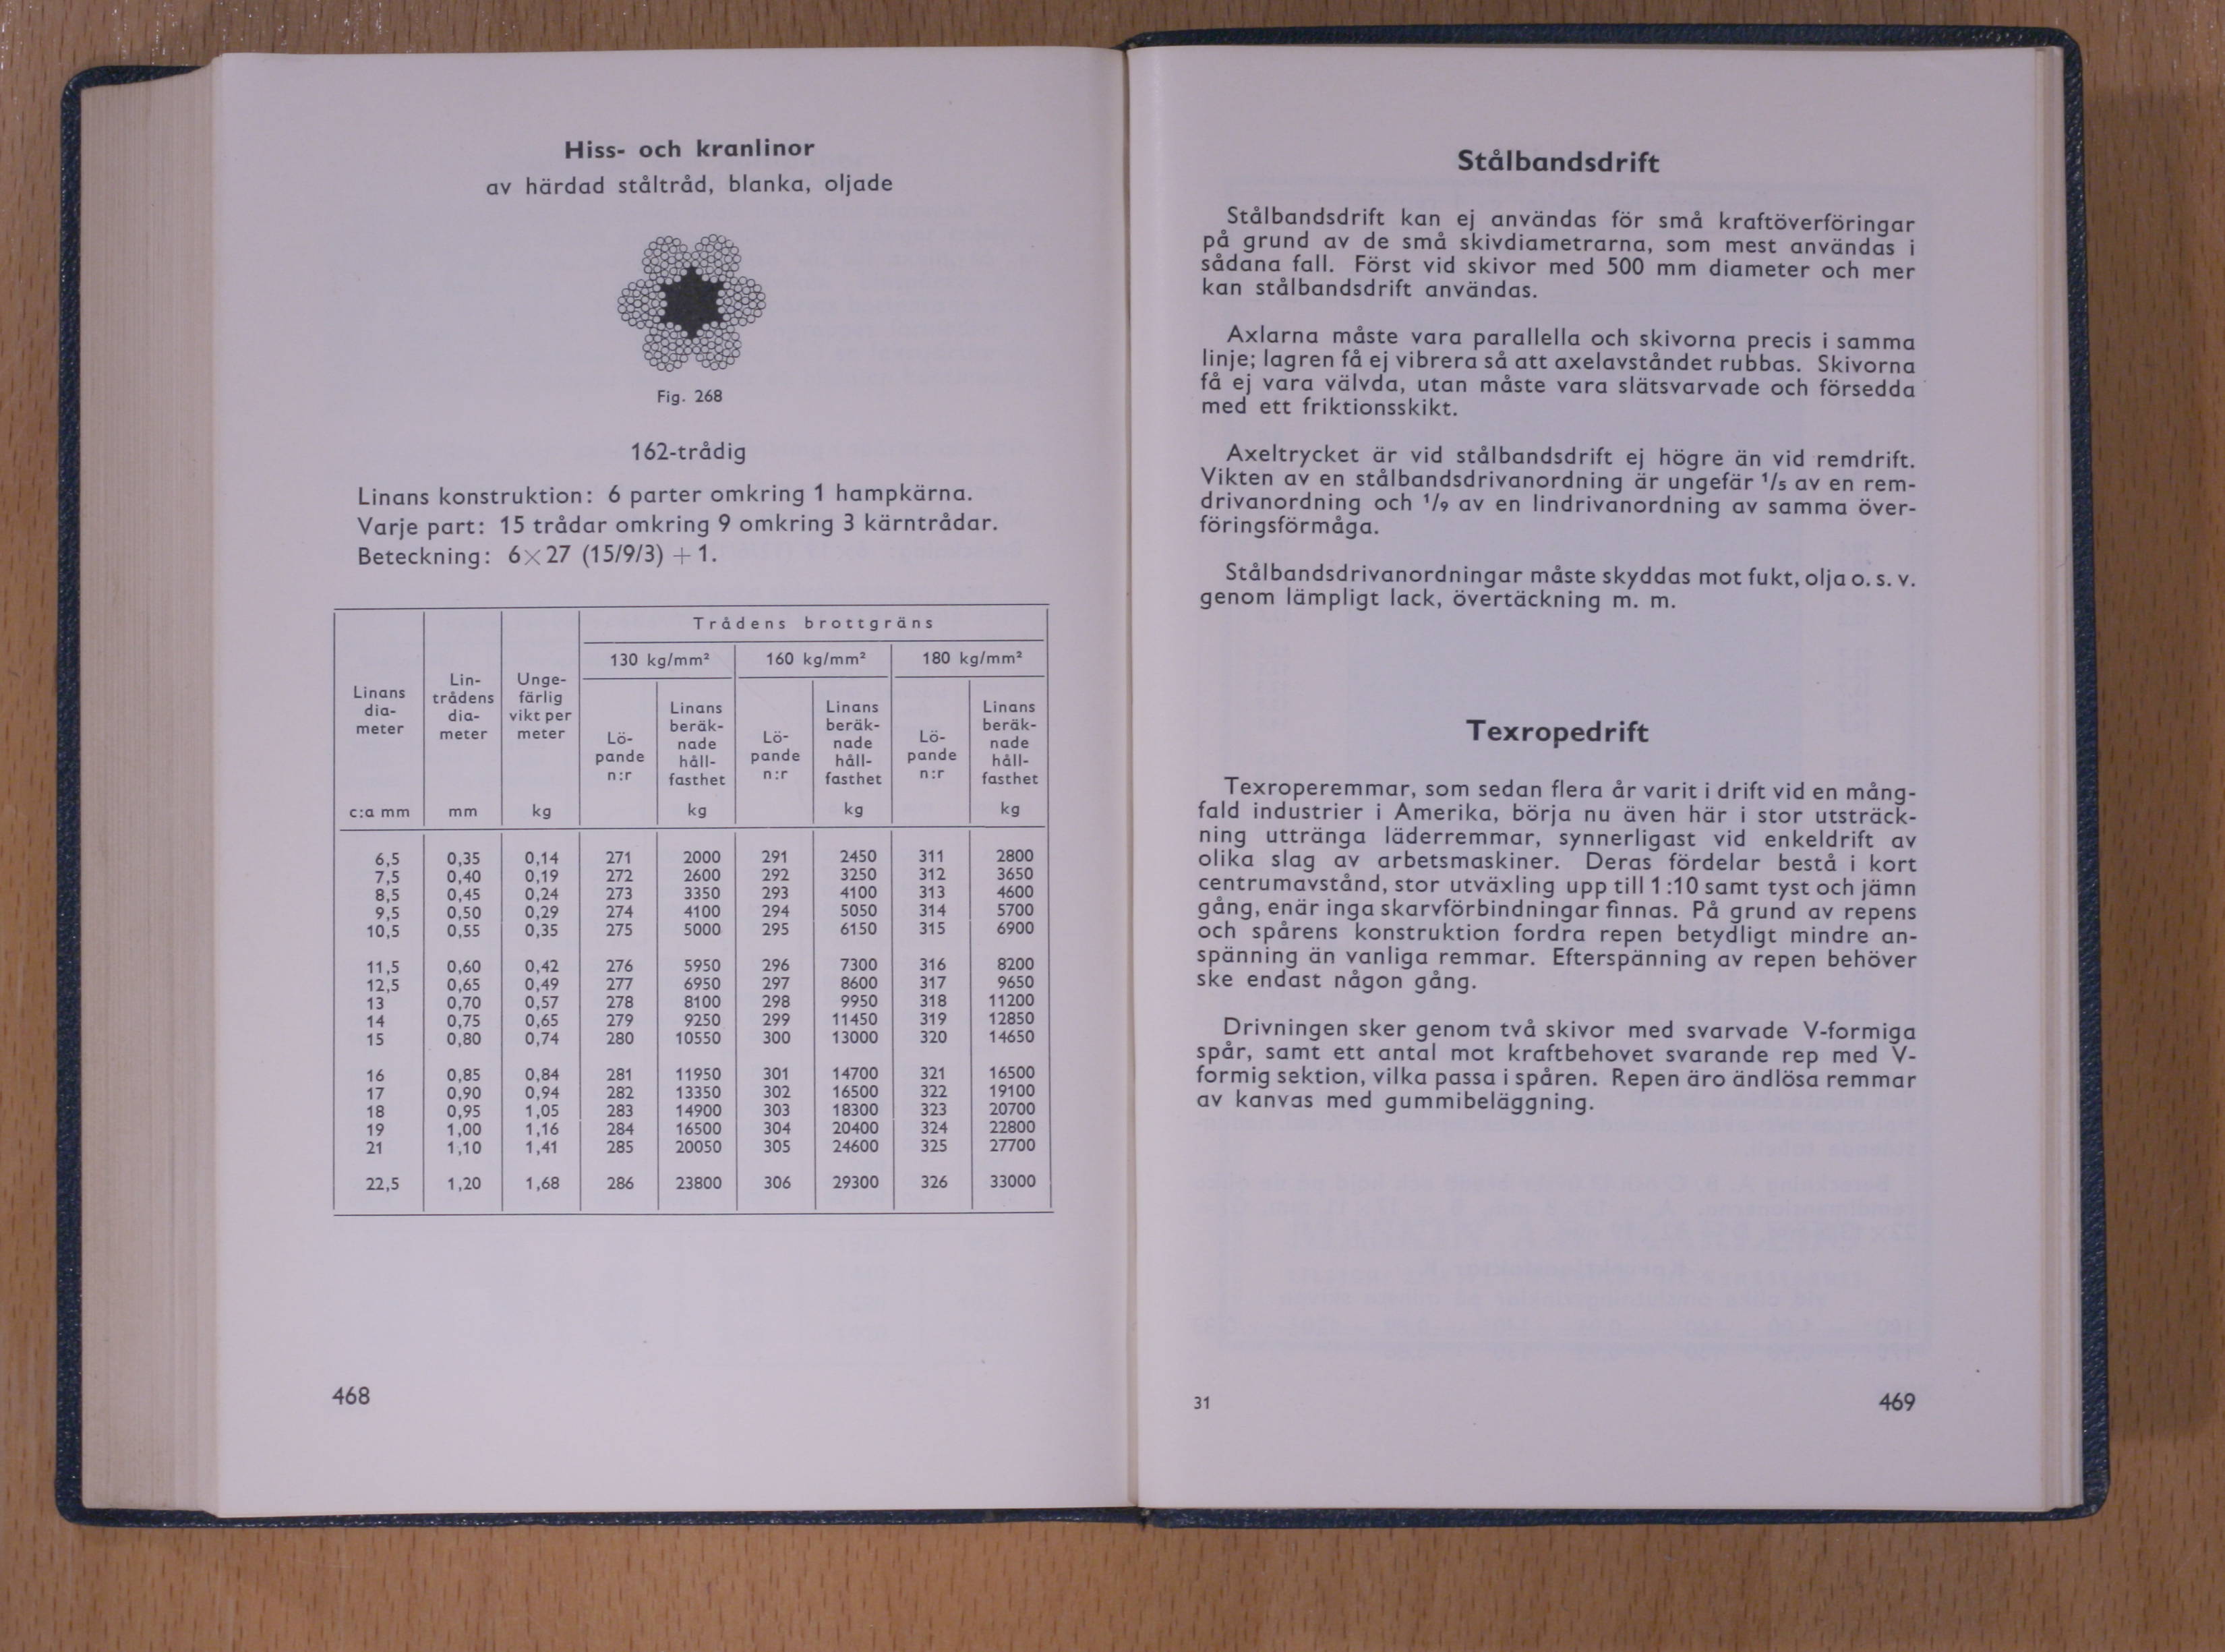 Hiss- och kranlinor
av härdad ståltråd, blanka, oljade
Fig. 268
162-trådig
Linans konstruktion: 6 parter omkring 1 hampkärna.
Varje part: 15 trådar omkring 9 omkring 3 kärntrådar.
Beteckning: 6×27 (15/9/3) + 1.
Trådens brottgräns
130 kg/mm² 160 kg/mm² 180 kg/mm²
Linans
dia-
meter
c:a mm
Lin-
trådens
dia-
meter
mm
Unge-
färlig
vikt per
meter
kg
Lö-
pande
n:r
Linans
beräk-
nade
håll-
fasthet
kg
Lö-
pande
n:r
Linans
beräk-
nade
håll-
fasthet
kg
Lö-
pande
n:r
Linans
beräk-
nade
håll-
fasthet
kg
6,5 0,35 0,14 271 2000 291 2450 311 2800
7,5 0,40 0,19 272 2600 292 3250 312 3650
8,5 0,45 0,24 273 3350 293 4100 313 4600
9,5 0,50 0,29 274 4100 294 5050 314 5700
10,5 0,55 0,35 275 5000 295 6150 315 6900
11,5 0,60 0,42 276 5950 296 7300 316 8200
12,5 0,65 0,49 277 6950 297 8600 317 9650
13 0,70 0,57 278 8100 298 9950 318 11200
14 0,75 0,65 279 9250 299 11450 319 12850
15 0,80 0,74 280 10550 300 13000 320 14650
16 0,85 0,84 281 11950 301 14700 321 16500
17 0,90 0,94 282 13350 302 16500 322 19100
18 0,95 1,05 283 14900 303 18300 323 20700
19 1,00 1,16 284 16500 304 20400 324 22800
21 1,10 1,41 285 20050 305 24600 325 27700
22,5 1,20 1,68 286 23800 306 29300 326 33000
468
Stålbandsdrift
Stålbandsdrift kan ej användas för små kraftöverföringar
på grund av de små skivdiametrarna, som mest användas i
sådana fall. Först vid skivor med 500 mm diameter och mer
kan stålbandsdrift användas.
Axlarna måste vara parallella och skivorna precis i samma
linje; lagren få ej vibrera så att axelavståndet rubbas. Skivorna
få ej vara välvda, utan måste vara slätsvarvade och försedda
med ett friktionsskikt.
Axeltrycket är vid stålbandsdrift ej högre än vid remdrift.
Vikten av en stålbandsdrivanordning är ungefär ¹/₅ av en rem-
drivanordning och ¹/₉ av en lindrivanordning av samma över-
föringsförmåga.
Stålbandsdrivanordningar måste skyddas mot fukt, olja o. s. v.
genom lämpligt lack, övertäckning m. m.
Texropedrift
Texroperemmar, som sedan flera år varit i drift vid en mång-
fald industrier i Amerika, börja nu även här i stor utsträck-
ning uttränga läderremmar, synnerligast vid enkeldrift av
olika slag av arbetsmaskiner. Deras fördelar bestå i kort
centrumavstånd, stor utväxling upp till 1:10 samt tyst och jämn
gång, enär inga skarvförbindningar finnas. På grund av repens
och spårens konstruktion fordra repen betydligt mindre an-
spänning än vanliga remmar. Efterspänning av repen behöver
ske endast någon gång.
Drivningen sker genom två skivor med svarvade V-formiga
spår, samt ett antal mot kraftbehovet svarande rep med V-
formig sektion, vilka passa i spåren. Repen äro ändlösa remmar
av kanvas med gummibeläggning.
31
469